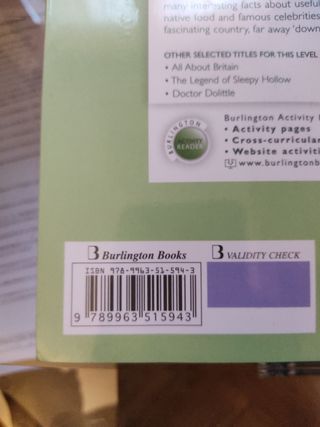 many interesting facts about useful
native food and famous celebrities
fascinating country, far away 'down
OTHER SELECTED TITLES FOR THIS LEVEL
• All About Britain
• The Legend of Sleepy Hollow
• Doctor Dolittle
Burlington Activity
• Activity pages
• Cross-curricular
• Website activiti
www.burlingtonb
BURLINGTON
ACTIVITY
READER
B Burlington Books
B VALIDITY CHECK
ISBN 978-9963-51-594-3
9 789963 515943